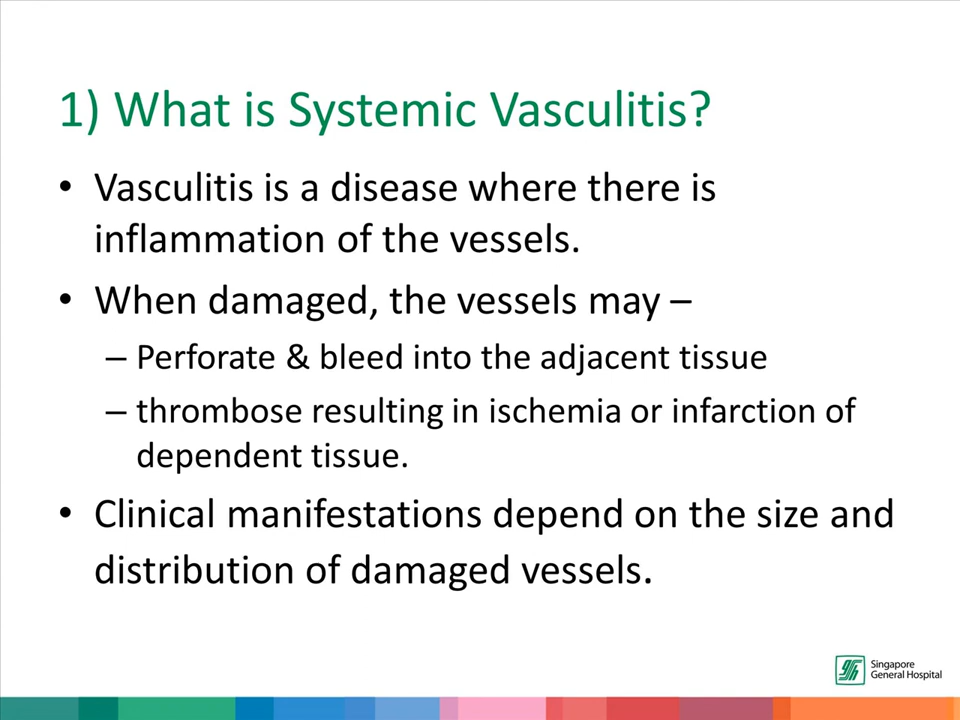 1) What is Systemic Vasculitis?
• Vasculitis is a disease where there is
inflammation of the vessels.
• When damaged, the vessels may –
– Perforate & bleed into the adjacent tissue
– thrombose resulting in ischemia or infarction of
dependent tissue.
• Clinical manifestations depend on the size and
distribution of damaged vessels.
Singapore
General Hospital